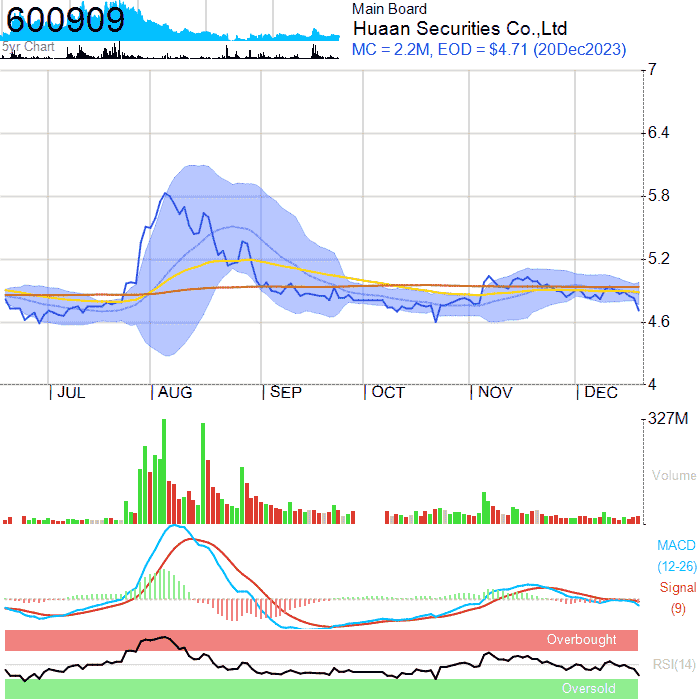 600909
5yr Chart
Main Board
Huaan Securities Co.,Ltd
MC = 2.2M, EOD = $4.71 (20Dec2023)
7
6.4
5.8
5.2
4.6
4
JUL
AUG
SEP
OCT
NOV
DEC
327M
Volume
MACD
(12-26)
Signal
(9)
Overbought
RSI(14)
Oversold